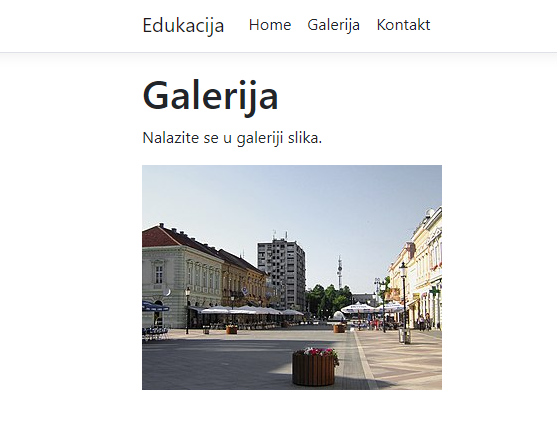 Edukacija Home Galerija Kontakt
Galerija
Nalazite se u galeriji slika.